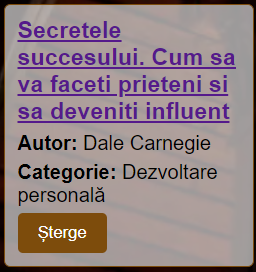 Secretele
succesului. Cum sa
va faceti prieteni si
sa deveniti influent
Autor: Dale Carnegie
Categorie: Dezvoltare
personală
Șterge